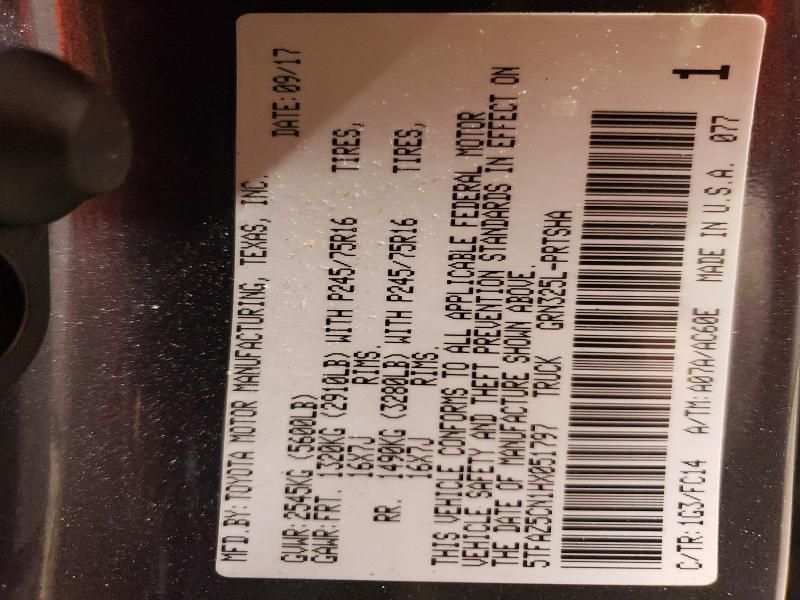 MFD. BY: TOYOTA MOTOR MANUFACTURING, TEXAS, INC.
DATE: 09/17
GVWR: 2545KG (5600LB)
GAWR: FRT. 1320KG (2910LB) WITH P245/75R16 TIRES,
16X7J RIMS.
RR. 1490KG (3280LB) WITH P245/75R16 TIRES,
16X7J RIMS.
THIS VEHICLE CONFORMS TO ALL APPLICABLE FEDERAL MOTOR
VEHICLE SAFETY AND THEFT PREVENTION STANDARDS IN EFFECT ON
THE DATE OF MANUFACTURE SHOWN ABOVE.
5TFAZ5CN1HX051797 TRUCK GRN325L-PRTSHA
1
C/TR: 1G3/FC14 A/TM: A07A/AC60E MADE IN U.S.A. 077